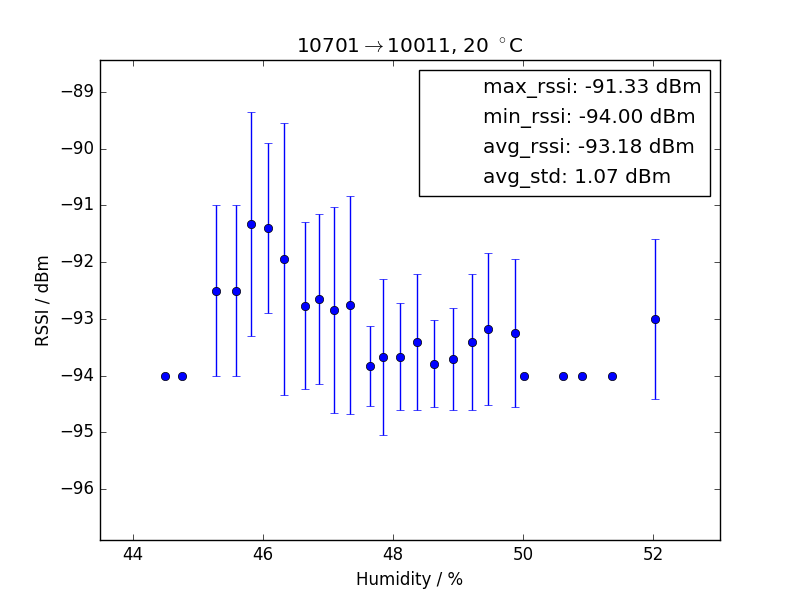 10701→10011, 20 °C
max_rssi: -91.33 dBm
min_rssi: -94.00 dBm
avg_rssi: -93.18 dBm
avg_std: 1.07 dBm
RSSI / dBm
−89
−90
−91
−92
−93
−94
−95
−96
44 46 48 50 52
Humidity / %